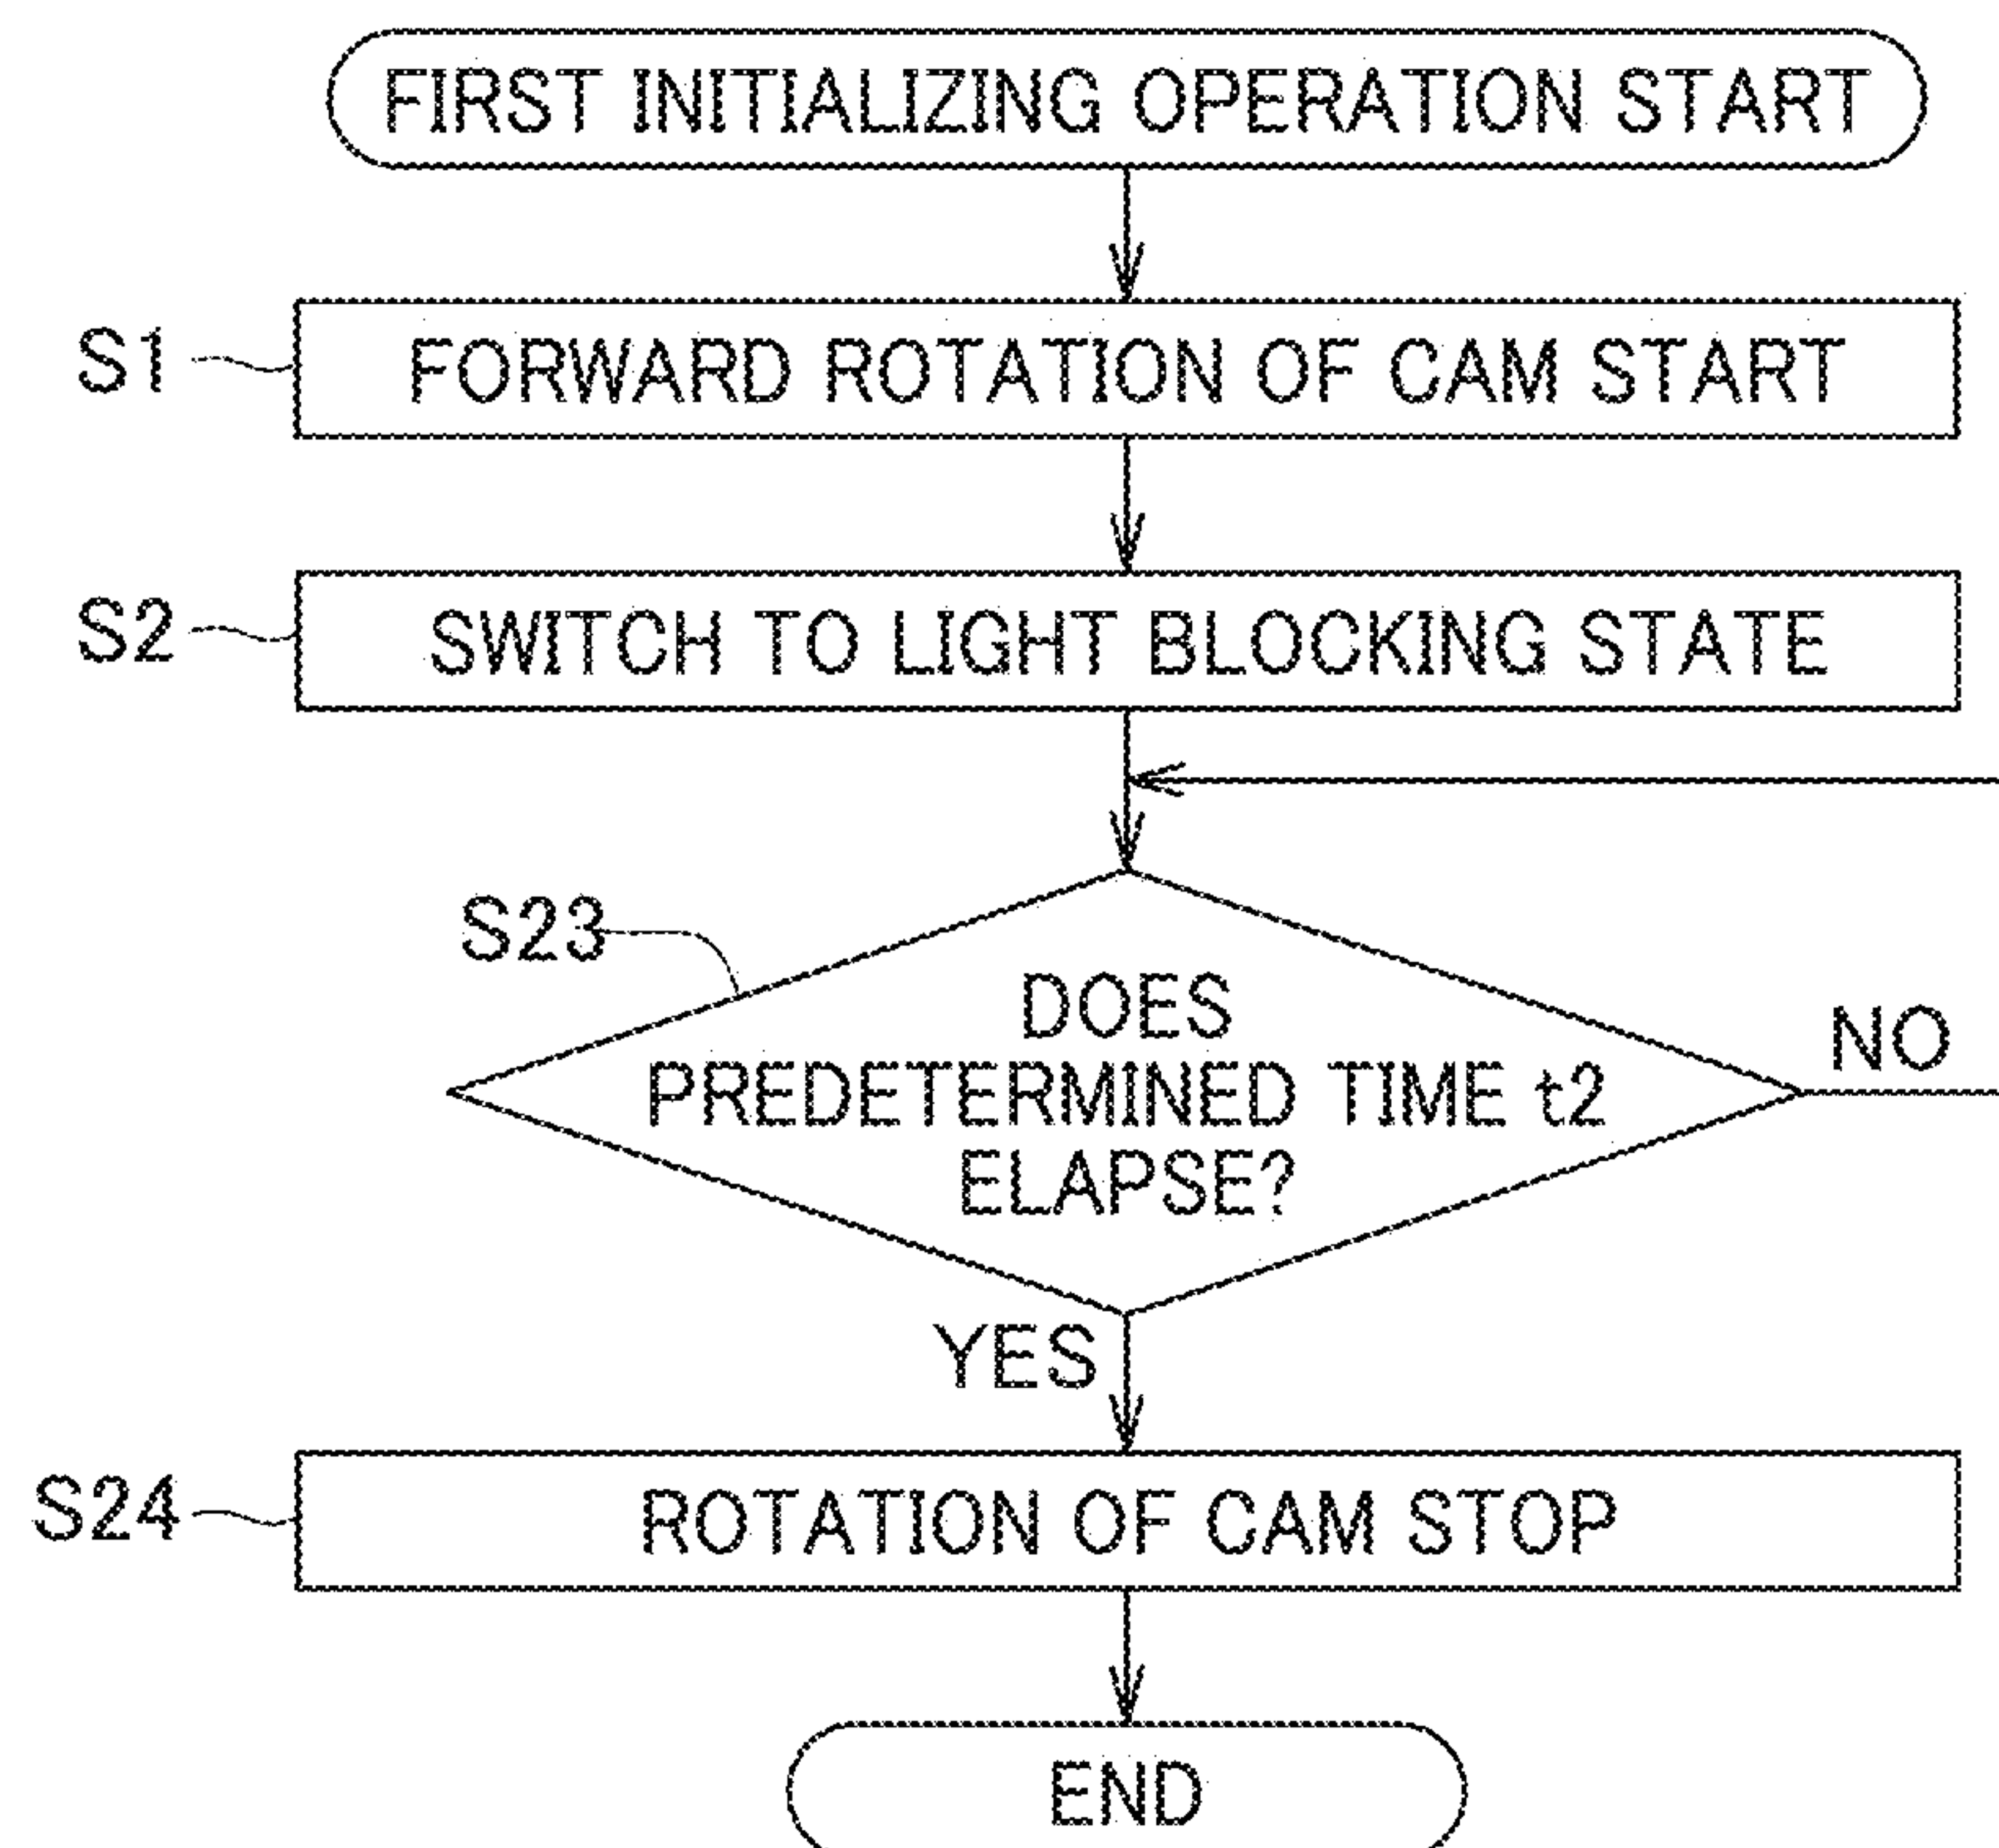 FIRST INITIALIZING OPERATION START
S1
FORWARD ROTATION OF CAM START
S2
SWITCH TO LIGHT BLOCKING STATE
S23
DOES
PREDETERMINED TIME t2
ELAPSE?
NO
YES
S24
ROTATION OF CAM STOP
END